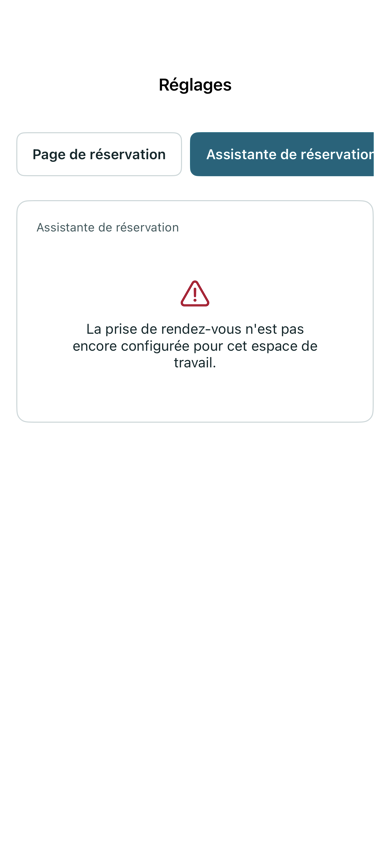 Réglages
Page de réservation
Assistante de réservation
Assistante de réservation
La prise de rendez-vous n'est pas
encore configurée pour cet espace de
travail.